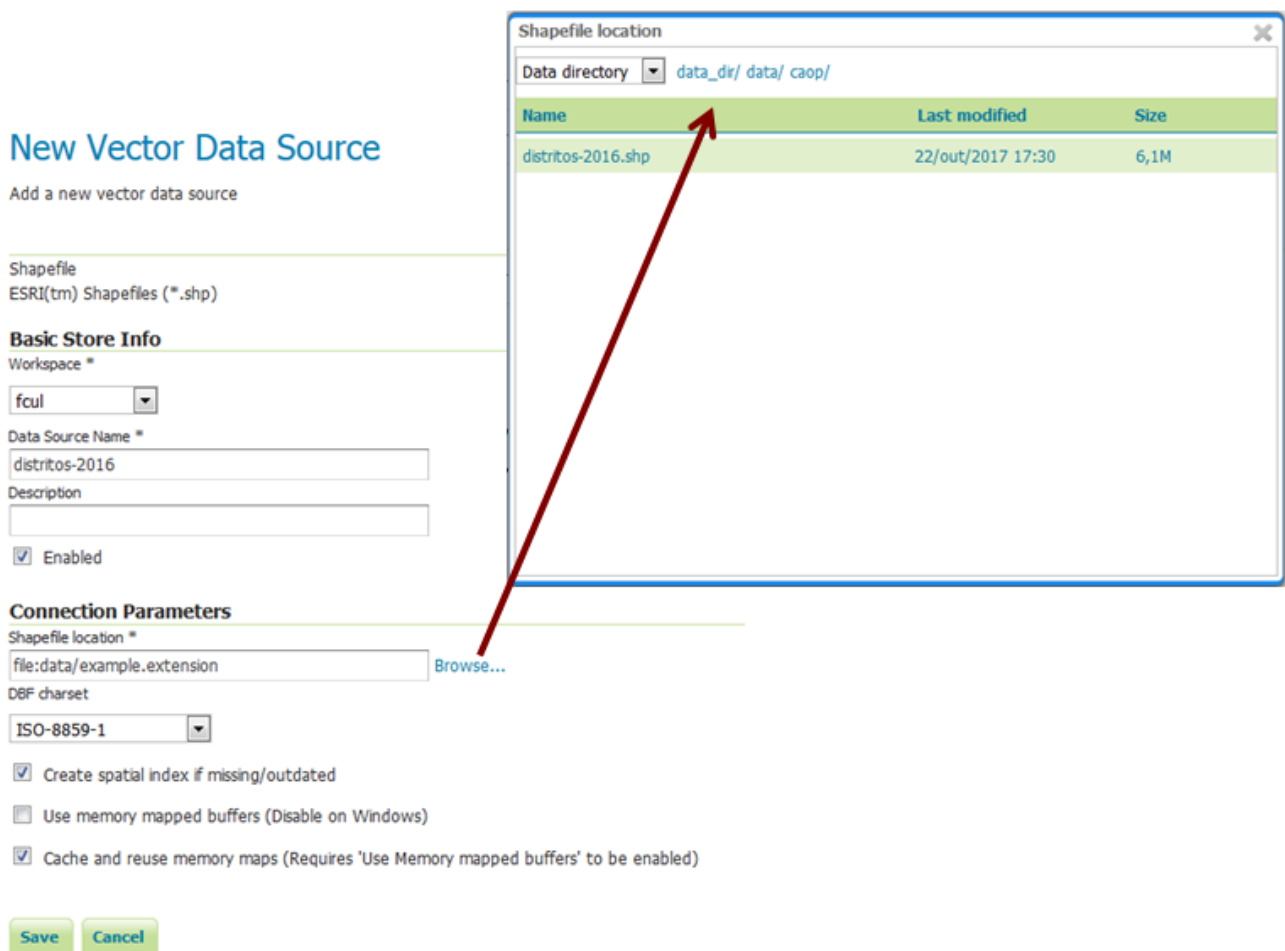 Shapefile location
Data directory data_dir/ data/ caop/
Name Last modified Size
distritos-2016.shp 22/out/2017 17:30 6,1M
New Vector Data Source
Add a new vector data source
Shapefile
ESRI(tm) Shapefiles (*.shp)
Basic Store Info
Workspace *
fcul
Data Source Name *
distritos-2016
Description
Enabled
Connection Parameters
Shapefile location *
file:data/example.extension Browse...
DBF charset
ISO-8859-1
Create spatial index if missing/outdated
Use memory mapped buffers (Disable on Windows)
Cache and reuse memory maps (Requires 'Use Memory mapped buffers' to be enabled)
Save Cancel